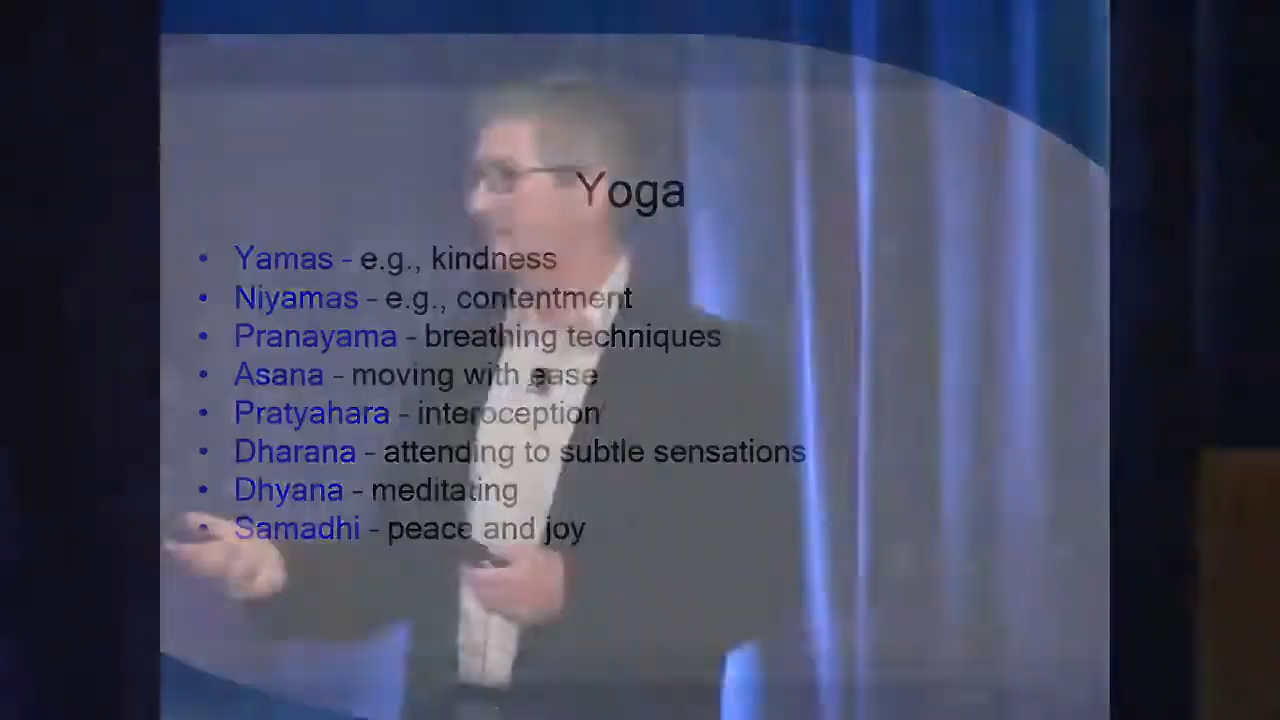 Yoga
• Yamas - e.g., kindness
• Niyamas - e.g., contentment
• Pranayama - breathing techniques
• Asana - moving with ease
• Pratyahara - interoception
• Dharana - attending to subtle sensations
• Dhyana - meditating
• Samadhi - peace and joy